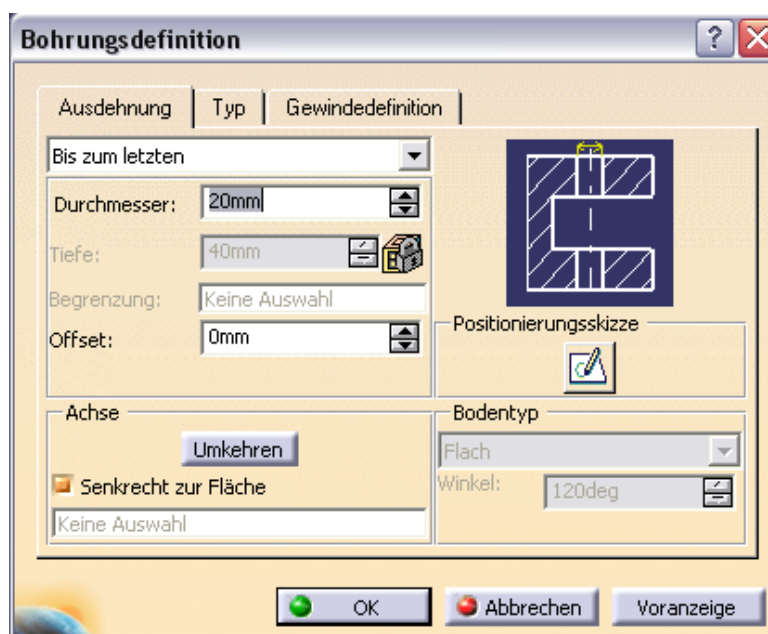 Bohrungsdefinition
?
Ausdehnung Typ Gewindedefinition
Bis zum letzten
Durchmesser: 20mm
Tiefe: 40mm
Begrenzung: Keine Auswahl
Offset: 0mm
Positionierungsskizze
Achse
Umkehren
Senkrecht zur Fläche
Keine Auswahl
Bodentyp
Flach
Winkel: 120deg
OK Abbrechen Voranzeige